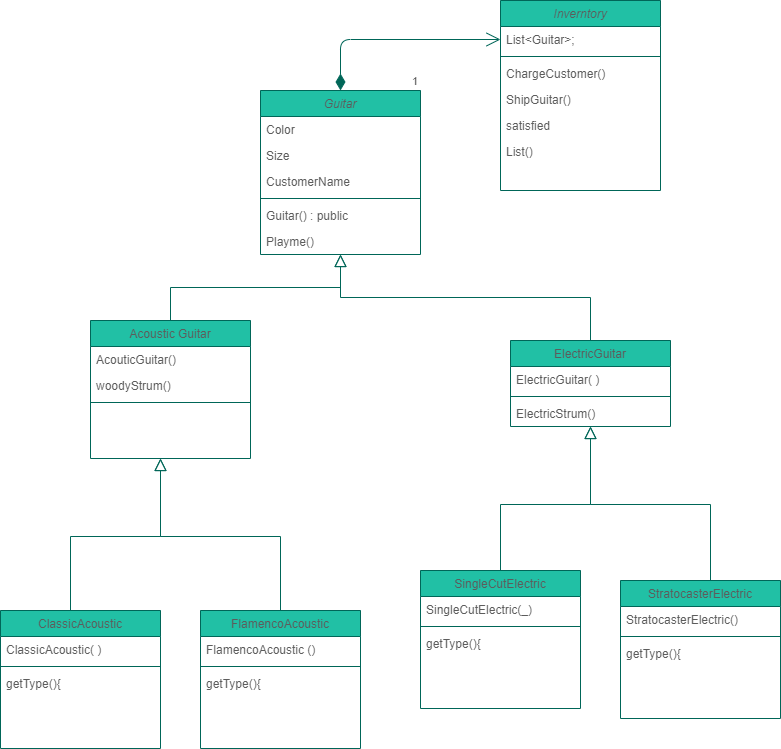 Inverntory
List<Guitar>;
ChargeCustomer()
ShipGuitar()
satisfied
List()
1
Guitar
Color
Size
CustomerName
Guitar() : public
Playme()
Acoustic Guitar
AcouticGuitar()
woodyStrum()
ElectricGuitar
ElectricGuitar( )
ElectricStrum()
ClassicAcoustic
ClassicAcoustic( )
getType(){
FlamencoAcoustic
FlamencoAcoustic ()
getType(){
SingleCutElectric
SingleCutElectric(_)
getType(){
StratocasterElectric
StratocasterElectric()
getType(){